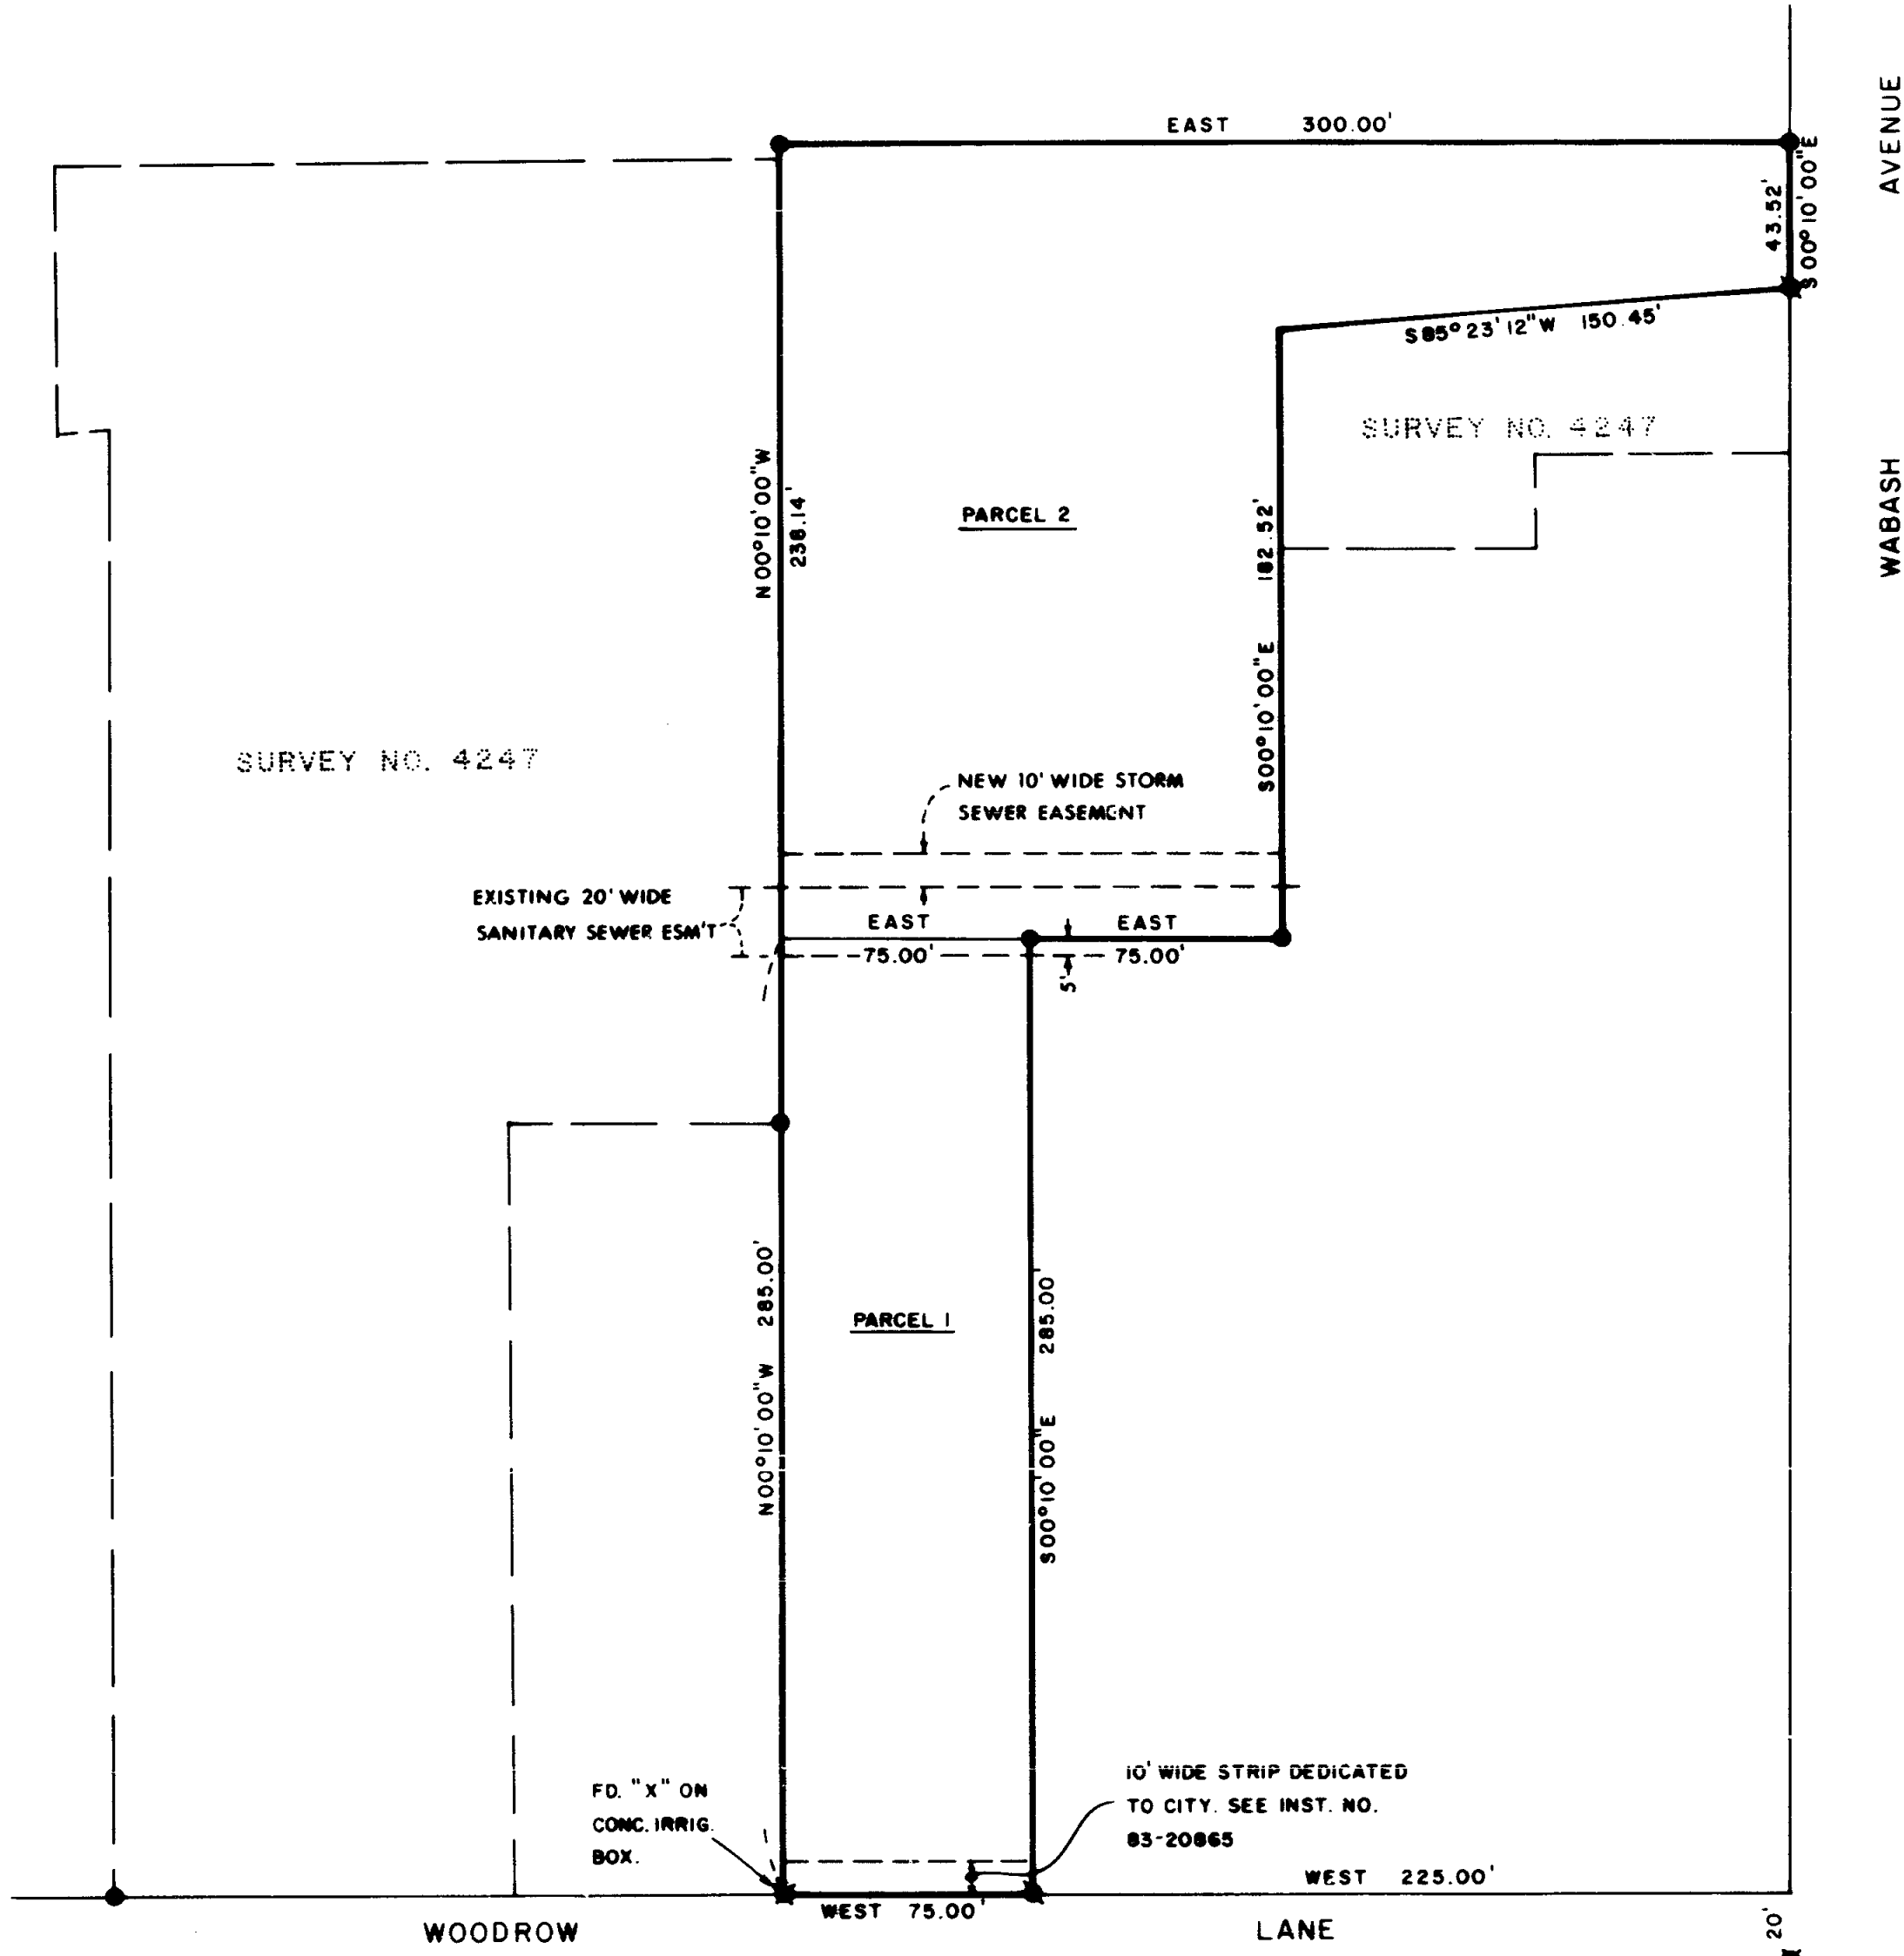 EAST 300.00'
AVENUE
43.52'
S 00°10'00"E
S85°23'12"W 150.45'
SURVEY NO. 4247
WABASH
N00°10'00"W
238.14'
PARCEL 2
182.52'
S00°10'00"E
SURVEY NO. 4247
NEW 10' WIDE STORM
SEWER EASEMENT
EXISTING 20' WIDE
SANITARY SEWER ESM'T
EAST
75.00'
EAST
75.00'
5'
285.00'
N00°10'00"W
PARCEL 1
285.00'
S00°10'00"E
FD. "X" ON
CONC. IRRIG.
BOX.
10' WIDE STRIP DEDICATED
TO CITY. SEE INST. NO.
83-20865
WEST 225.00'
WEST 75.00'
WOODROW LANE
20'